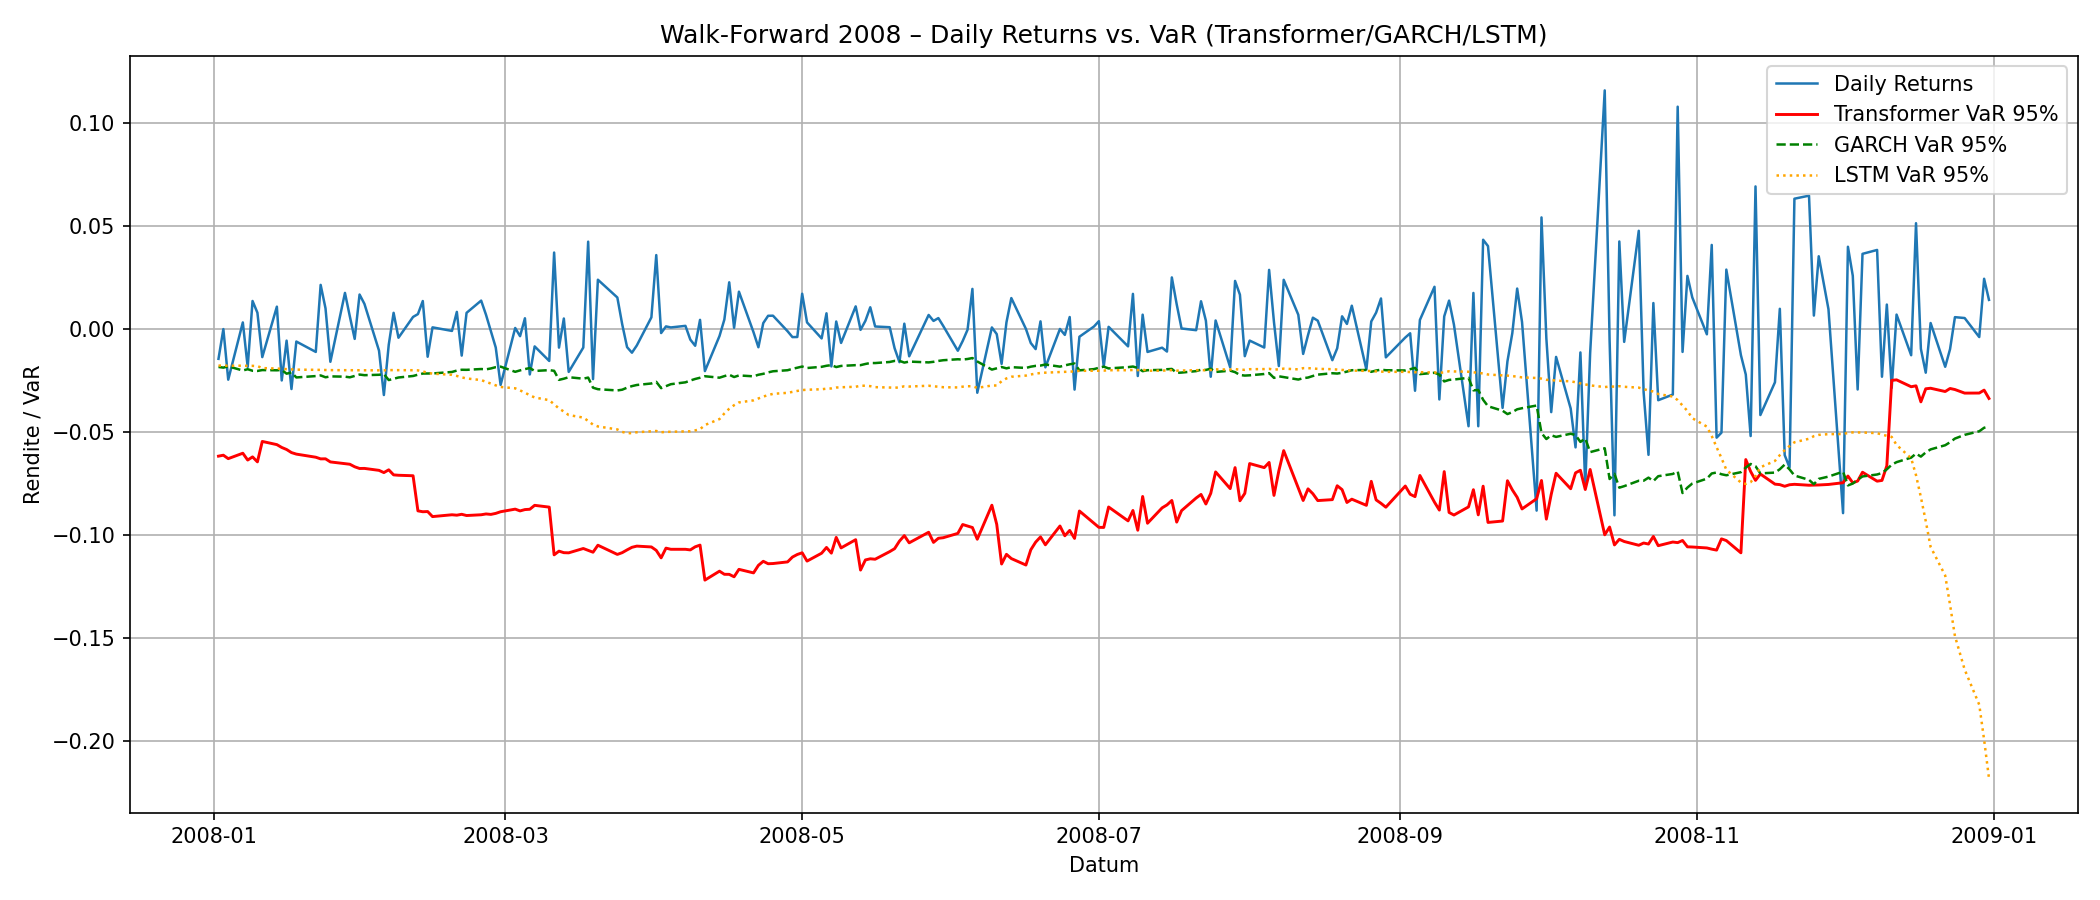 Walk-Forward 2008 – Daily Returns vs. VaR (Transformer/GARCH/LSTM)
Daily Returns
Transformer VaR 95%
GARCH VaR 95%
LSTM VaR 95%
Rendite / VaR
0.10
0.05
0.00
−0.05
−0.10
−0.15
−0.20
2008-01 2008-03 2008-05 2008-07 2008-09 2008-11 2009-01
Datum